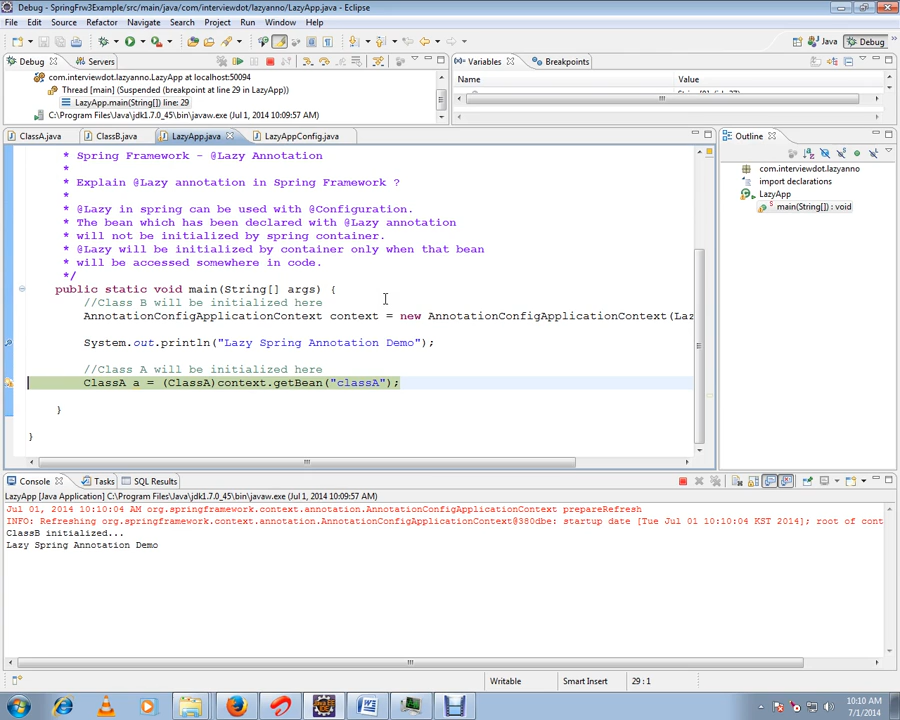 Debug - SpringFrw3Example/src/main/java/com/interviewdot/lazyanno/LazyApp.java - Eclipse
File Edit Source Refactor Navigate Search Project Run Window Help
Java Debug
Debug Servers
com.interviewdot.lazyanno.LazyApp at localhost:50094
Thread [main] (Suspended (breakpoint at line 29 in LazyApp))
LazyApp.main(String[]) line: 29
C:\Program Files\Java\jdk1.7.0_45\bin\javaw.exe (Jul 1, 2014 10:09:57 AM)
Variables Breakpoints
Name Value
ClassA.java ClassB.java LazyApp.java LazyAppConfig.java
* Spring Framework - @Lazy Annotation
*
* Explain @Lazy annotation in Spring Framework ?
*
* @Lazy in spring can be used with @Configuration.
* The bean which has been declared with @Lazy annotation
* will not be initialized by spring container.
* @Lazy will be initialized by container only when that bean
* will be accessed somewhere in code.
*/
public static void main(String[] args) {
//Class B will be initialized here
AnnotationConfigApplicationContext context = new AnnotationConfigApplicationContext(Laz
System.out.println("Lazy Spring Annotation Demo");
//Class A will be initialized here
ClassA a = (ClassA)context.getBean("classA");
}
}
Outline
com.interviewdot.lazyanno
import declarations
LazyApp
main(String[]) : void
Console Tasks SQL Results
LazyApp [Java Application] C:\Program Files\Java\jdk1.7.0_45\bin\javaw.exe (Jul 1, 2014 10:09:57 AM)
Jul 01, 2014 10:10:04 AM org.springframework.context.annotation.AnnotationConfigApplicationContext prepareRefresh
INFO: Refreshing org.springframework.context.annotation.AnnotationConfigApplicationContext@380dbe: startup date [Tue Jul 01 10:10:04 KST 2014]; root of cont
ClassB initialized...
Lazy Spring Annotation Demo
Writable Smart Insert 29 : 1
10:10 AM
7/1/2014